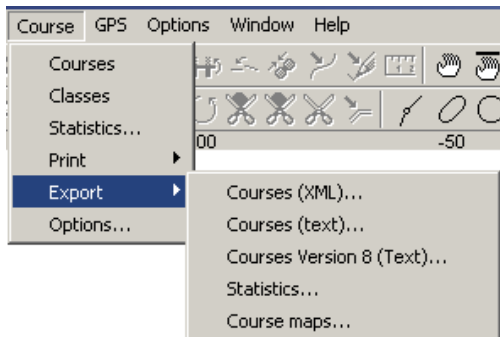 Course GPS Options Window Help
Courses
Classes
Statistics...
00 -50
Print
Export
Options...
Courses (XML)...
Courses (text)...
Courses Version 8 (Text)...
Statistics...
Course maps...